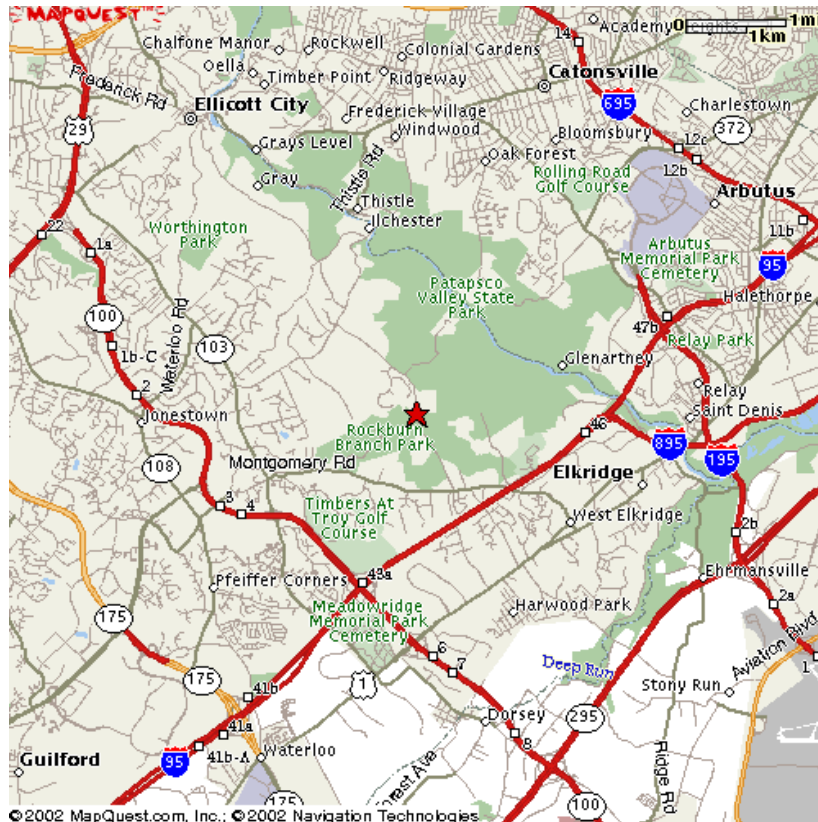 MAPQUEST
0
1mi
1km
Academy Heights
14
Chalfone Manor
Rockwell
Colonial Gardens
Oella
Timber Point
Ridgeway
Catonsville
Frederick Rd
Ellicott City
Frederick Village
695
Charlestown
29
Windwood
Bloomsbury
12c
372
Grays Level
Oak Forest
Rolling Road
Golf Course
12b
Gray
Thistle Rd
Arbutus
Thistle
22
Worthington
Park
Ilchester
11b
1a
Arbutus
Memorial Park
Cemetery
95
Patapsco
Valley State
Park
Halethorpe
100
Waterloo Rd
47b
1b-C
103
Relay Park
Glenartney
2
Relay
Jonestown
Saint Denis
Rockburn
Branch Park
46
895
195
108
Montgomery Rd
Elkridge
3
4
Timbers At
Troy Golf
Course
West Elkridge
2b
43a
Ehrmansville
Pfeiffer Corners
Meadowridge
Memorial Park
Cemetery
Harwood Park
2a
175
6
7
Deep Run
Aviation Blvd
1
175
41b
1
Stony Run
295
41a
Dorsey
95
41b-A
Waterloo
8
Guilford
Ridge Rd
orest Ave
175
100
©2002 MapQuest.com, Inc.; ©2002 Navigation Technologies